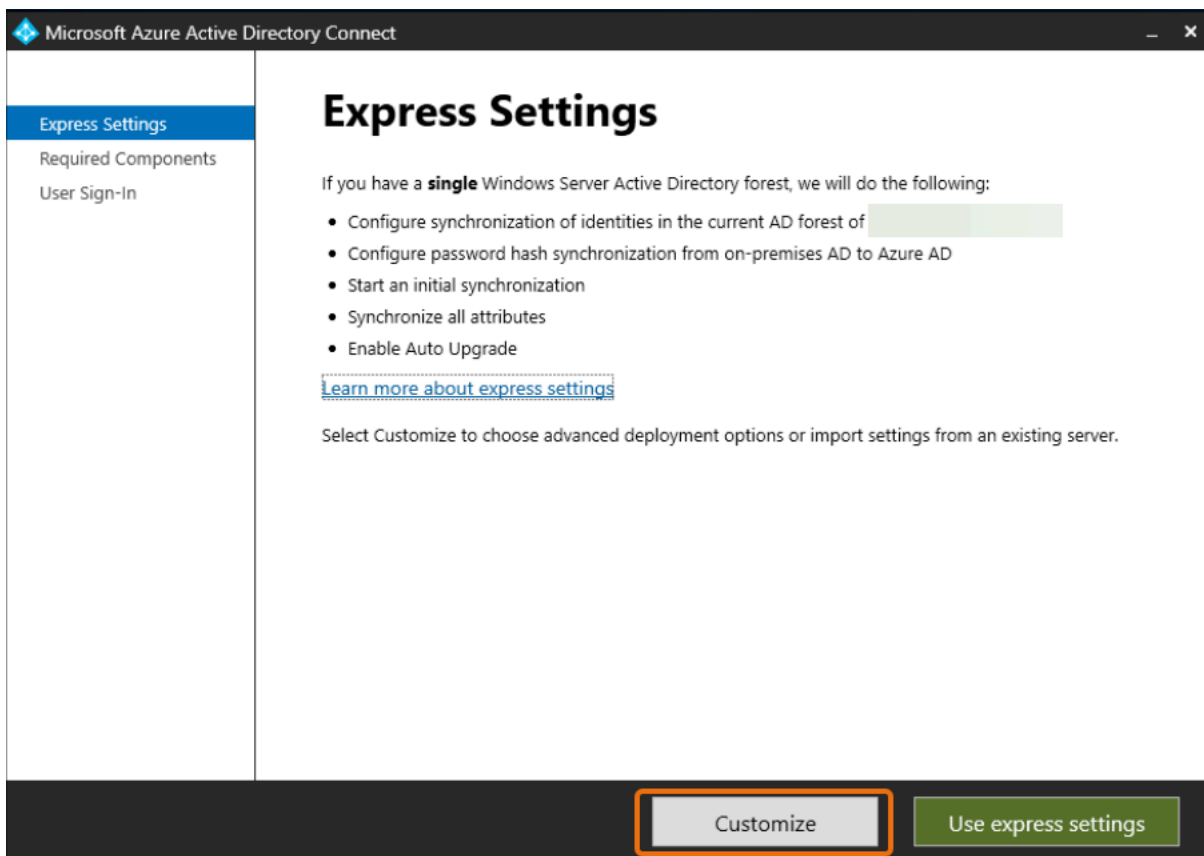 Microsoft Azure Active Directory Connect
Express Settings
Required Components
User Sign-In
Express Settings
If you have a single Windows Server Active Directory forest, we will do the following:
• Configure synchronization of identities in the current AD forest of
• Configure password hash synchronization from on-premises AD to Azure AD
• Start an initial synchronization
• Synchronize all attributes
• Enable Auto Upgrade
Learn more about express settings
Select Customize to choose advanced deployment options or import settings from an existing server.
Customize
Use express settings